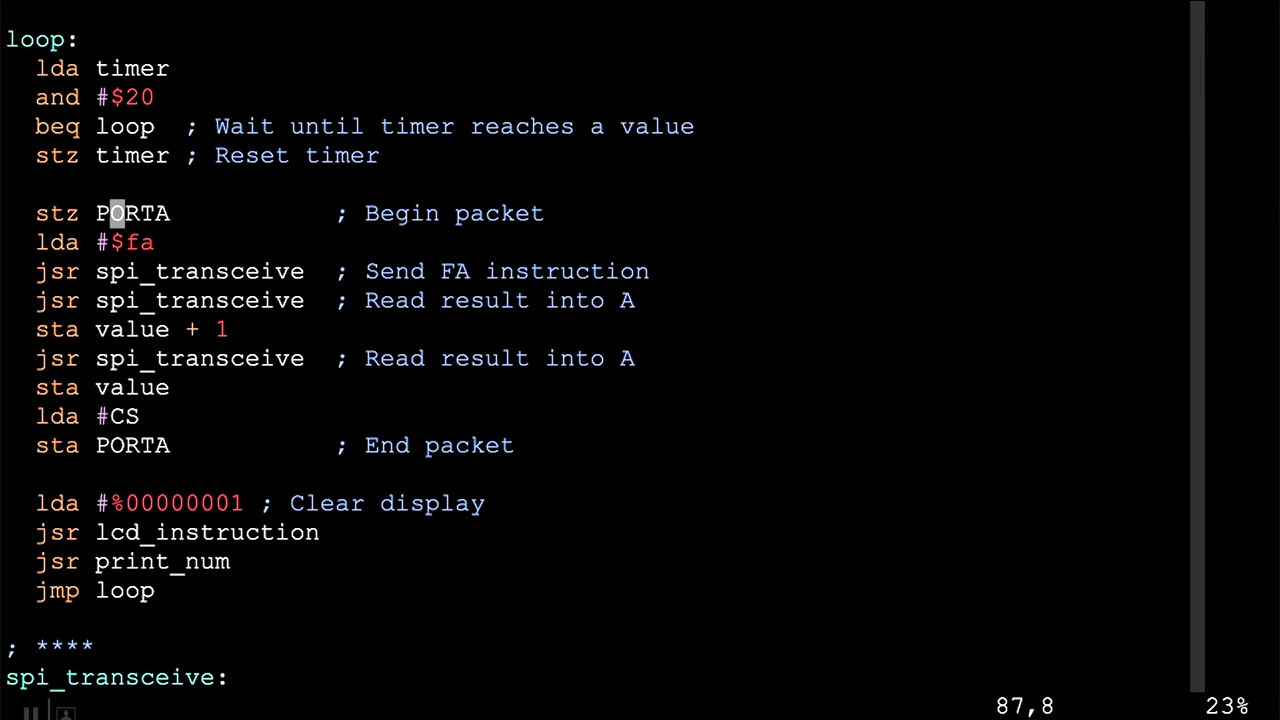 loop:
  lda timer
  and #$20
  beq loop  ; Wait until timer reaches a value
  stz timer ; Reset timer

  stz PORTA           ; Begin packet
  lda #$fa
  jsr spi_transceive  ; Send FA instruction
  jsr spi_transceive  ; Read result into A
  sta value + 1
  jsr spi_transceive  ; Read result into A
  sta value
  lda #CS
  sta PORTA           ; End packet

  lda #%00000001 ; Clear display
  jsr lcd_instruction
  jsr print_num
  jmp loop

; ****
spi_transceive:
87,8 23%